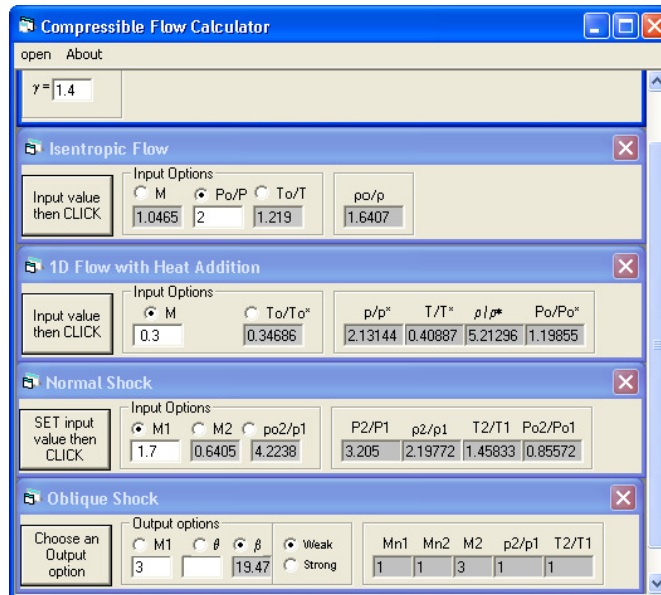 Compressible Flow Calculator
open About
γ = 1.4
Isentropic Flow
Input value then CLICK
Input Options
M Po/P To/T
1.0465 2 1.219
ρo/ρ
1.6407
1D Flow with Heat Addition
Input value then CLICK
Input Options
M To/To*
0.3 0.34686
p/p* T/T* ρ/ρ* Po/Po*
2.13144 0.40887 5.21296 1.19855
Normal Shock
SET input value then CLICK
Input Options
M1 M2 po2/p1
1.7 0.6405 4.2238
P2/P1 ρ2/ρ1 T2/T1 Po2/Po1
3.205 2.19772 1.45833 0.85572
Oblique Shock
Choose an Output option
Output options
M1 θ β
3 19.47
Weak
Strong
Mn1 Mn2 M2 p2/p1 T2/T1
1 1 3 1 1